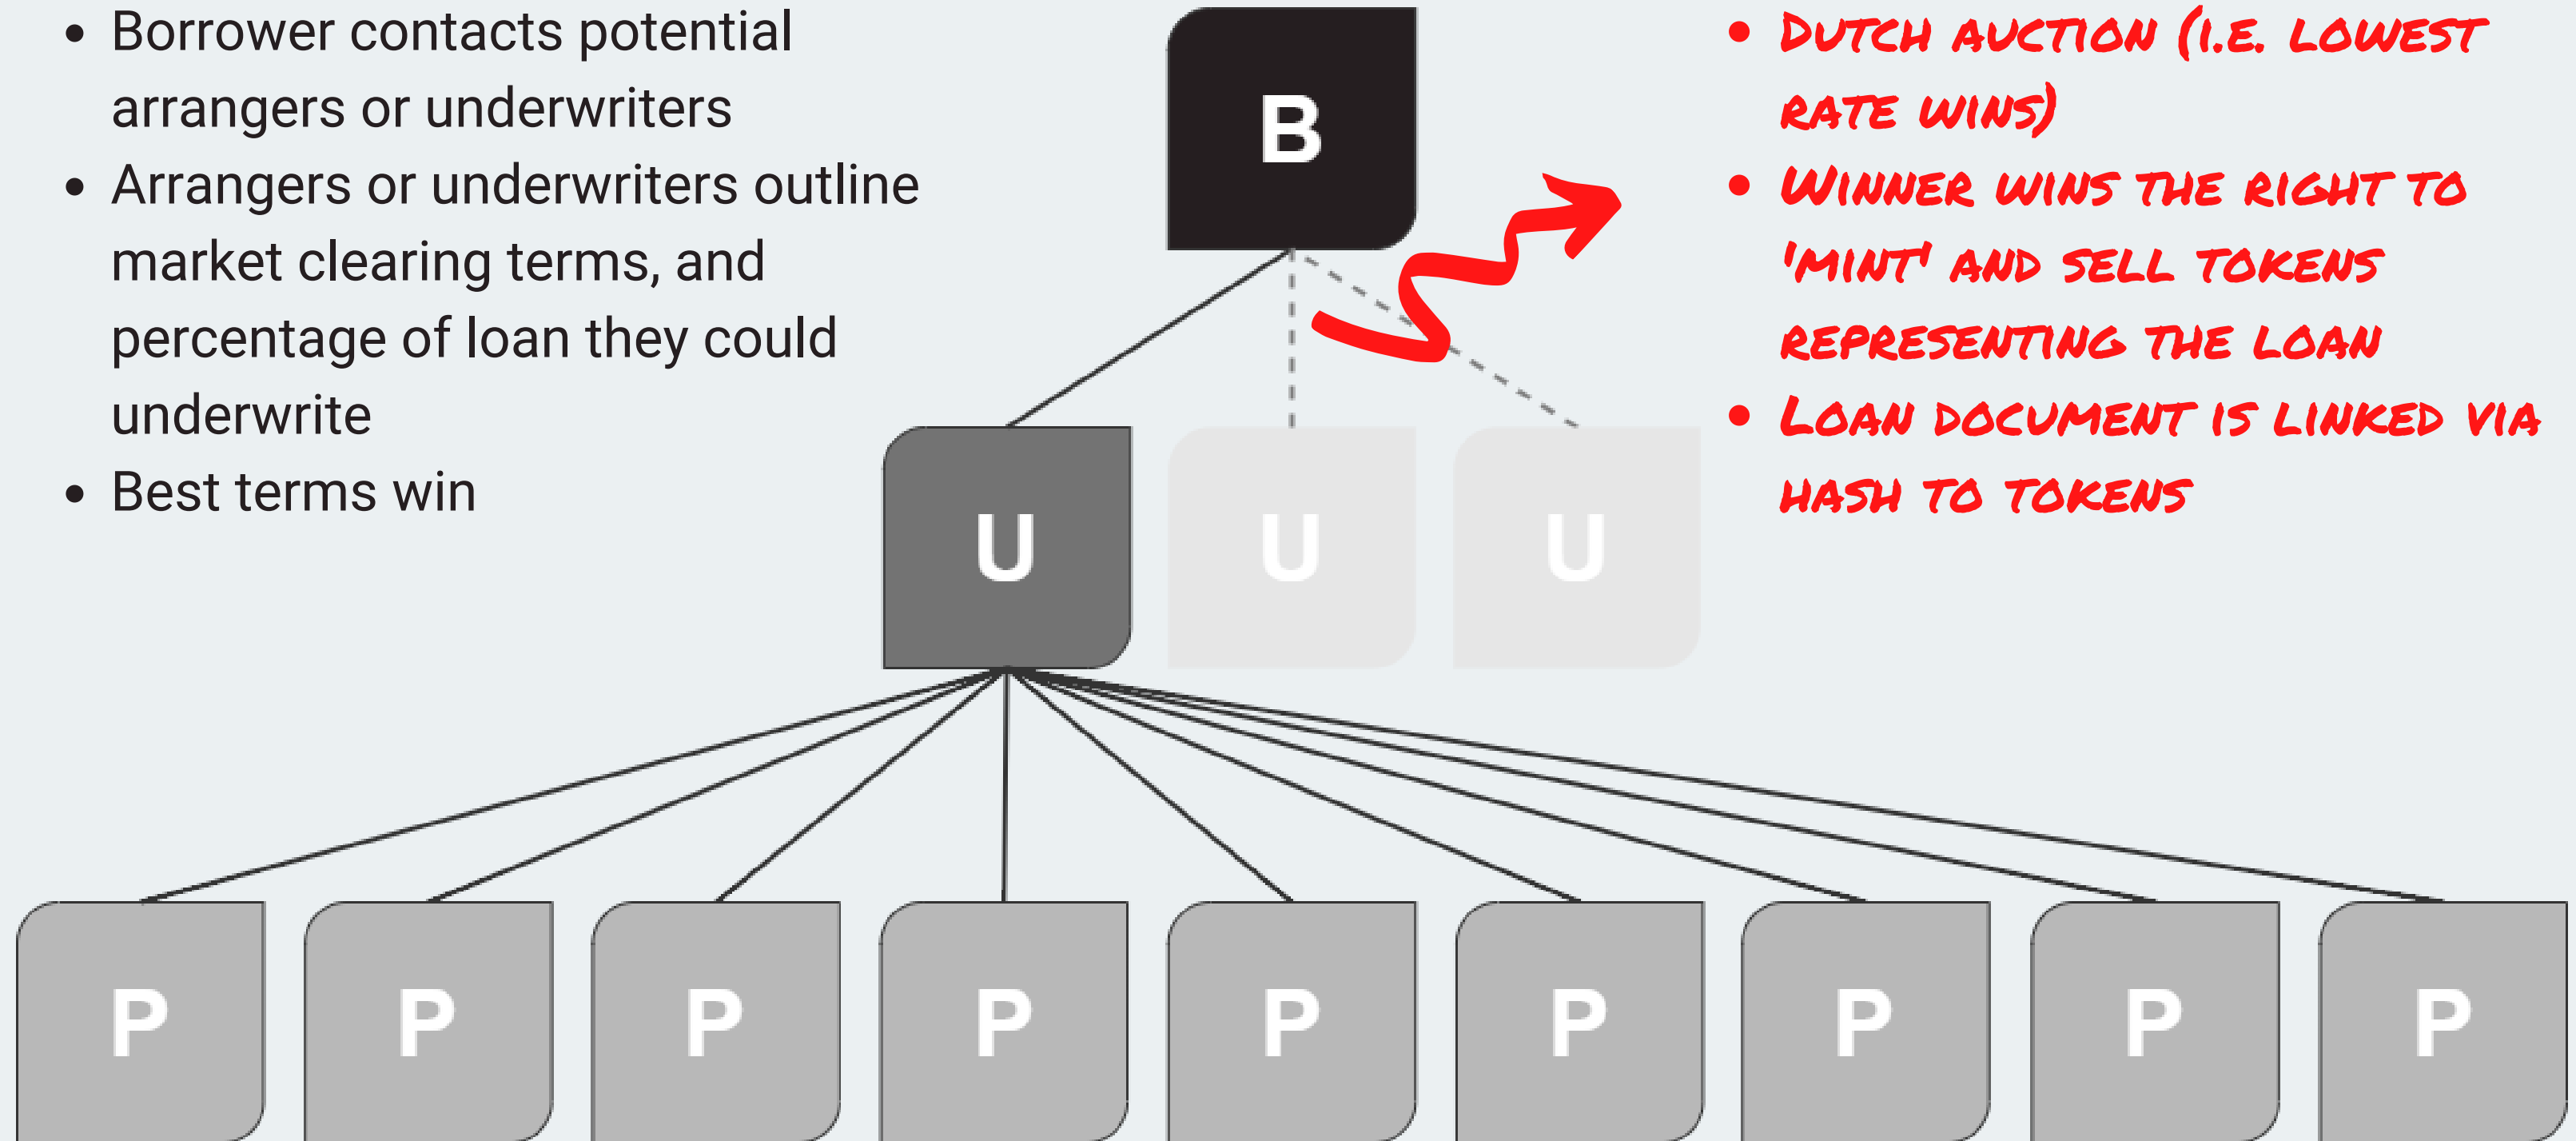 • Borrower contacts potential
arrangers or underwriters
• Arrangers or underwriters outline
market clearing terms, and
percentage of loan they could
underwrite
• Best terms win
B
• DUTCH AUCTION (I.E. LOWEST
RATE WINS)
• WINNER WINS THE RIGHT TO
'MINT' AND SELL TOKENS
REPRESENTING THE LOAN
• LOAN DOCUMENT IS LINKED VIA
HASH TO TOKENS
U U U
P P P P P P P P P